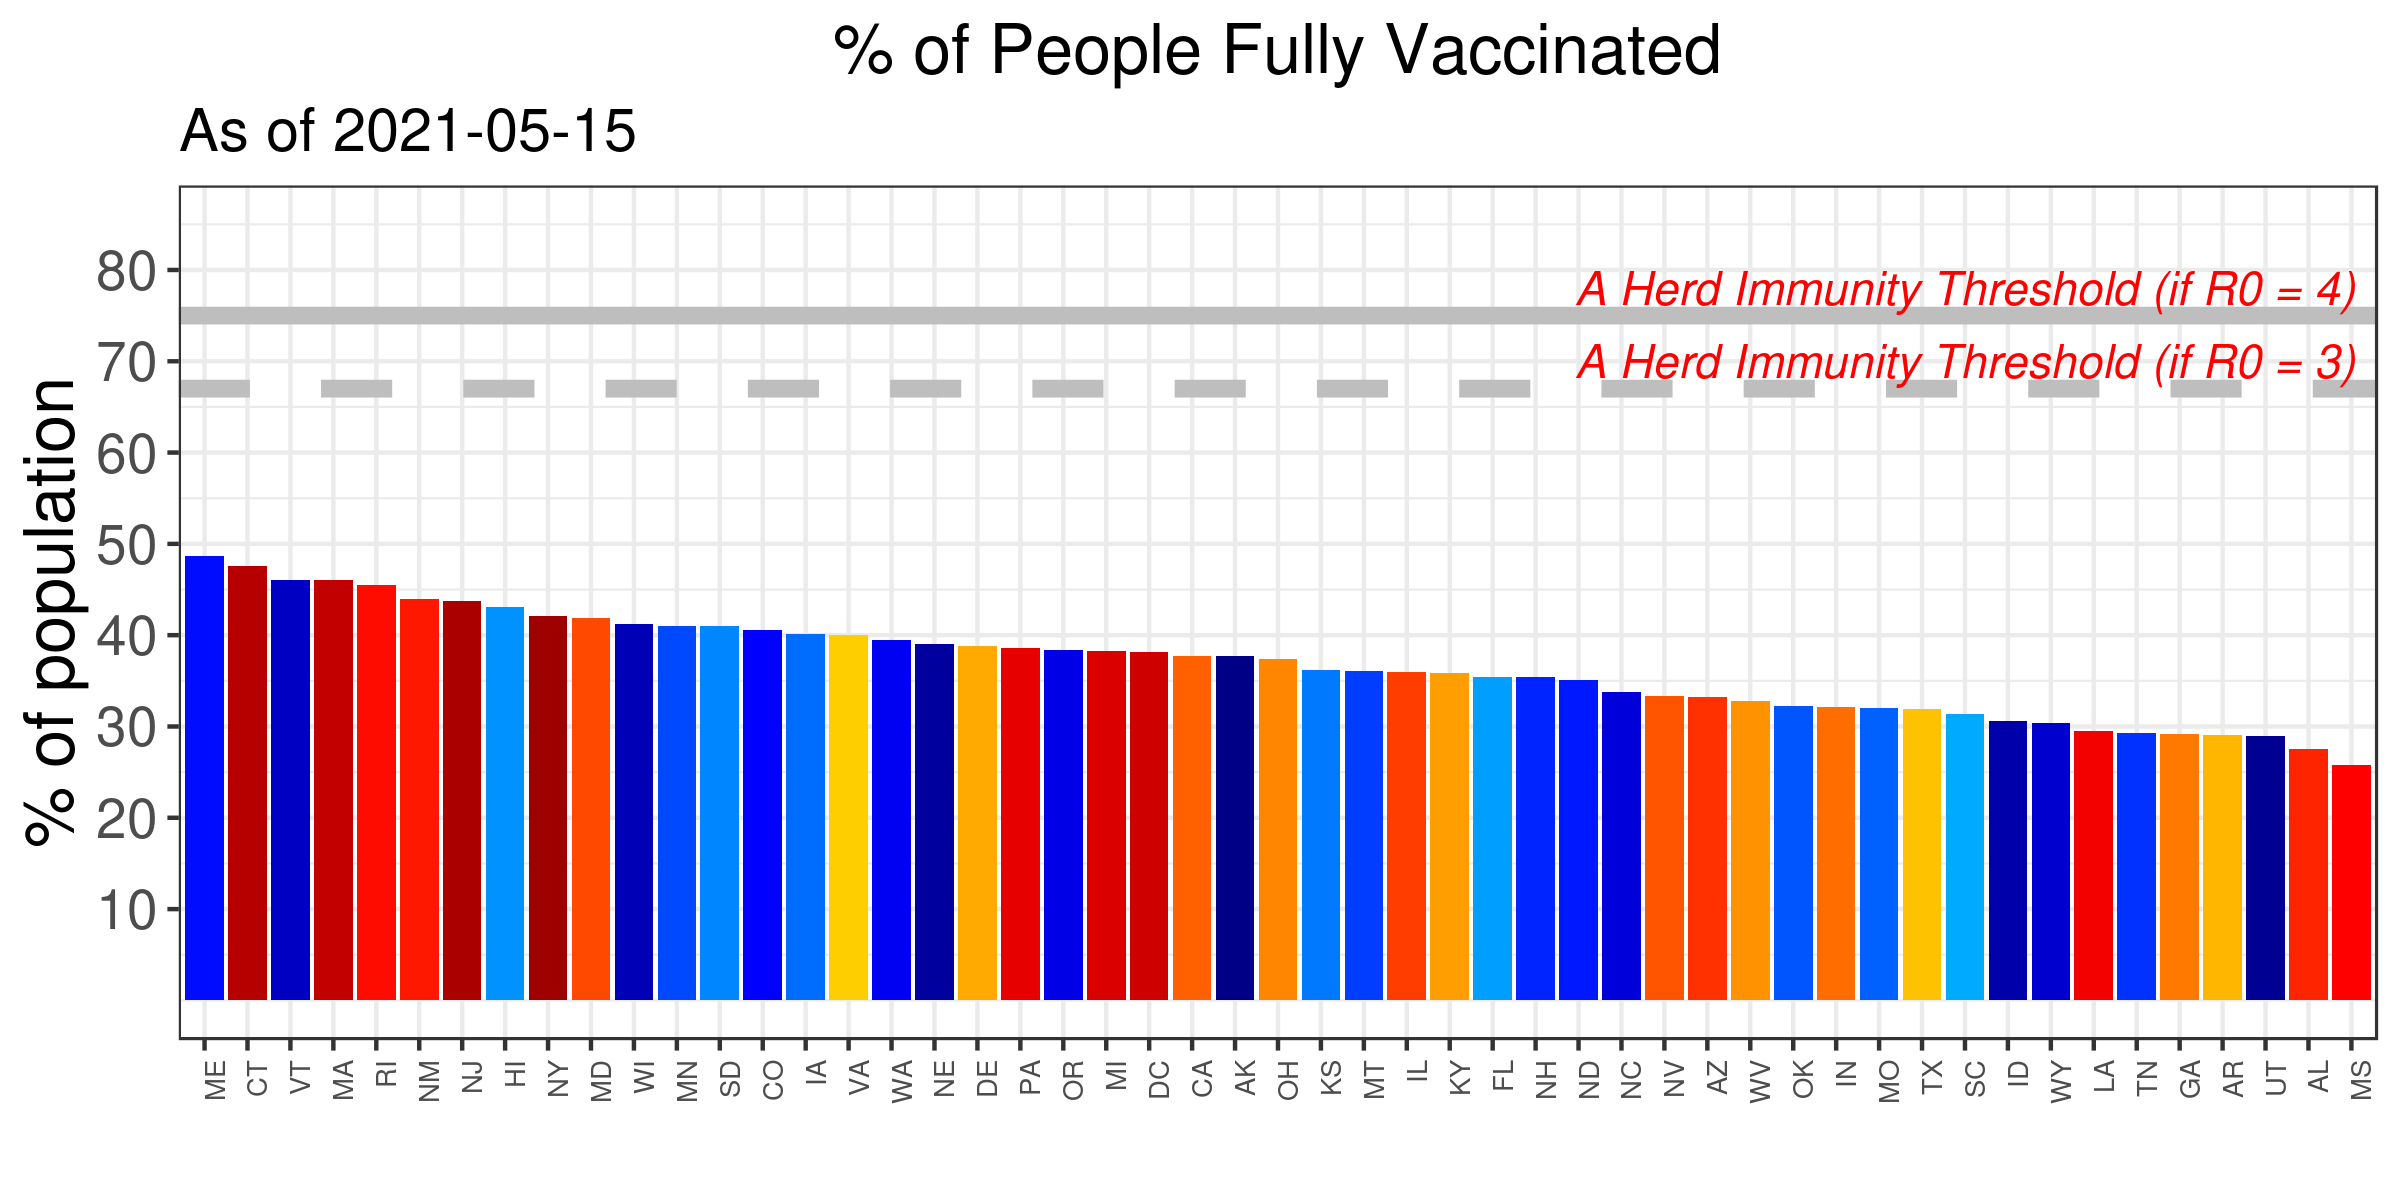 % of People Fully Vaccinated
As of 2021-05-15
% of population
80
70
60
50
40
30
20
10
A Herd Immunity Threshold (if R0 = 4)
A Herd Immunity Threshold (if R0 = 3)
ME CT VT MA RI NM NJ HI NY MD WI MN SD CO IA VA WA NE DE PA OR MI DC CA AK OH KS MT IL KY FL NH ND NC NV AZ WV OK IN MO TX SC ID WY LA TN GA AR UT AL MS